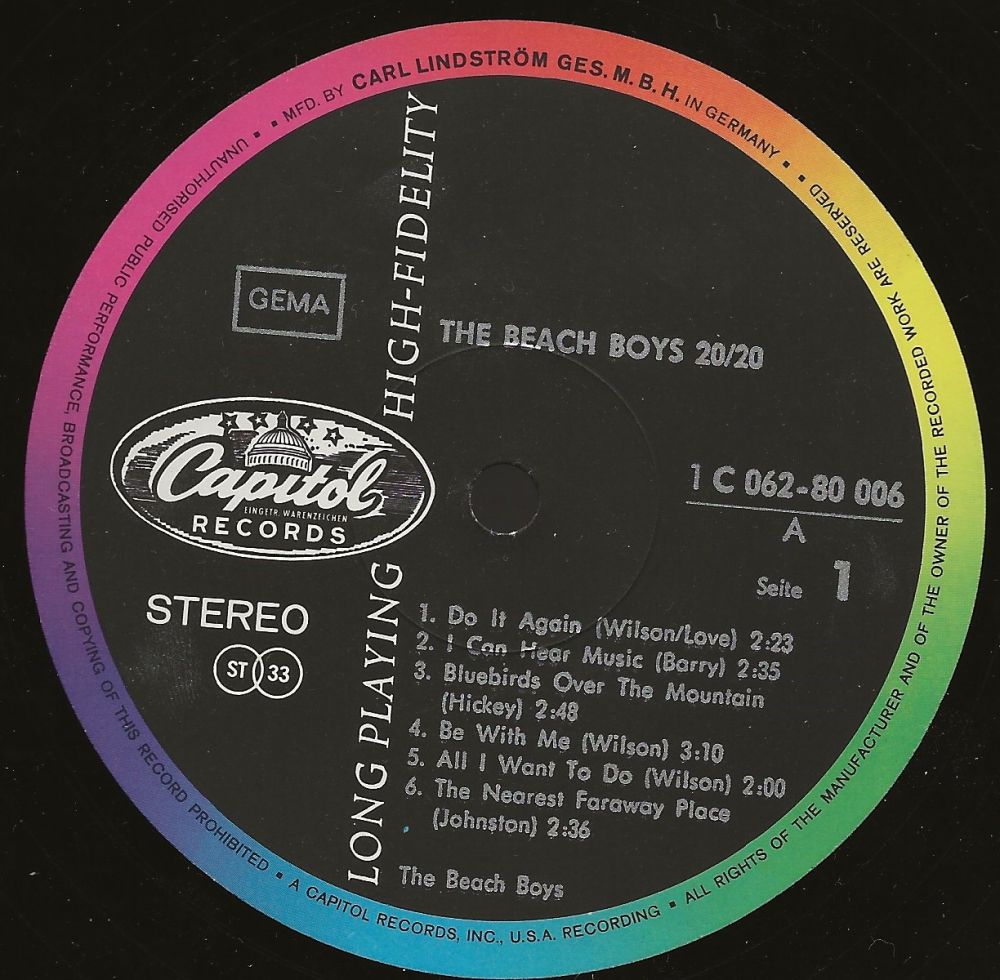 MFD. BY CARL LINDSTRÖM GES. M. B. H. IN GERMANY ▪ ▪
ALL RIGHTS OF THE MANUFACTURER AND OF THE OWNER OF THE RECORDED WORK ARE RESERVED ▪
UNAUTHORISED PUBLIC PERFORMANCE, BROADCASTING AND COPYING OF THIS RECORD PROHIBITED ▪ A CAPITOL RECORDS, INC., U.S.A. RECORDING ▪
LONG PLAYING HIGH-FIDELITY
GEMA
THE BEACH BOYS 20/20
Capitol
EINGETR. WARENZEICHEN
RECORDS
1 C 062-80 006
A
Seite 1
STEREO
ST 33
1. Do It Again (Wilson/Love) 2:23
2. I Can Hear Music (Barry) 2:35
3. Bluebirds Over The Mountain
(Hickey) 2:48
4. Be With Me (Wilson) 3:10
5. All I Want To Do (Wilson) 2:00
6. The Nearest Faraway Place
(Johnston) 2:36
The Beach Boys